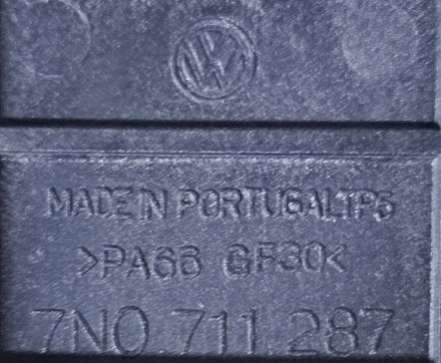 MADE IN PORTUGAL TP5
>PA66 GF30<
7N0 711 287